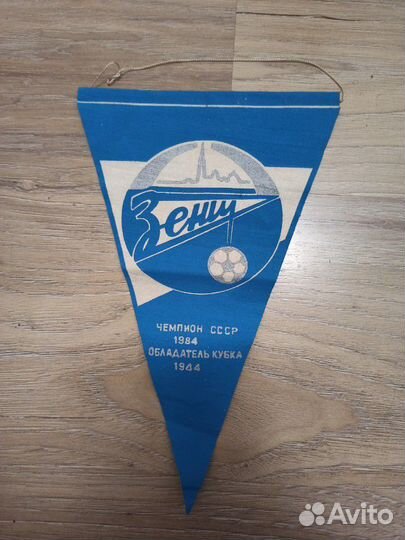 Зенит
ЧЕМПИОН СССР
1984
ОБЛАДАТЕЛЬ КУБКА
1944
Avito